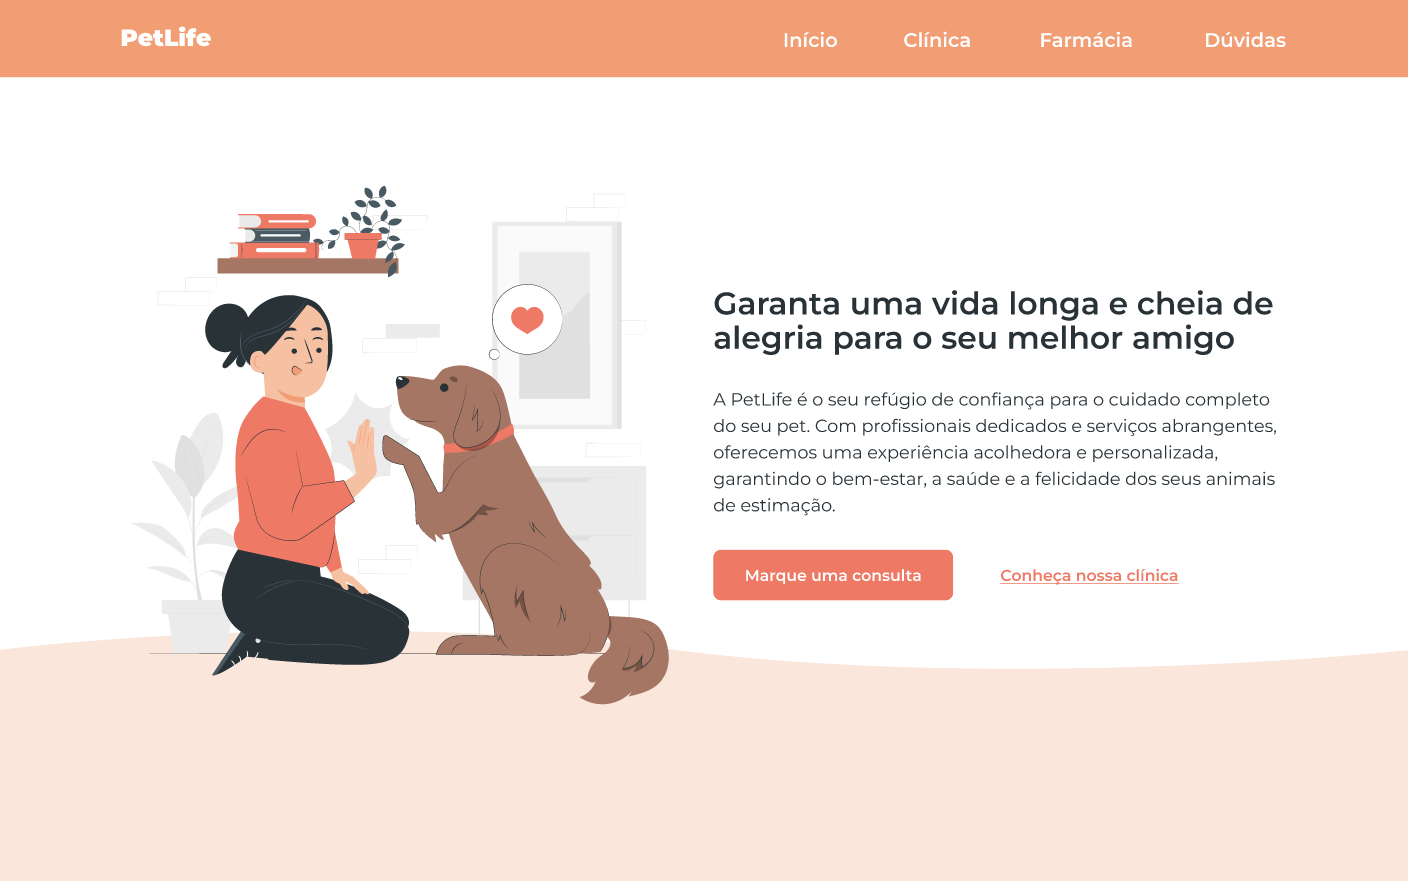 PetLife
Início Clínica Farmácia Dúvidas
Garanta uma vida longa e cheia de
alegria para o seu melhor amigo
A PetLife é o seu refúgio de confiança para o cuidado completo
do seu pet. Com profissionais dedicados e serviços abrangentes,
oferecemos uma experiência acolhedora e personalizada,
garantindo o bem-estar, a saúde e a felicidade dos seus animais
de estimação.
Marque uma consulta Conheça nossa clínica